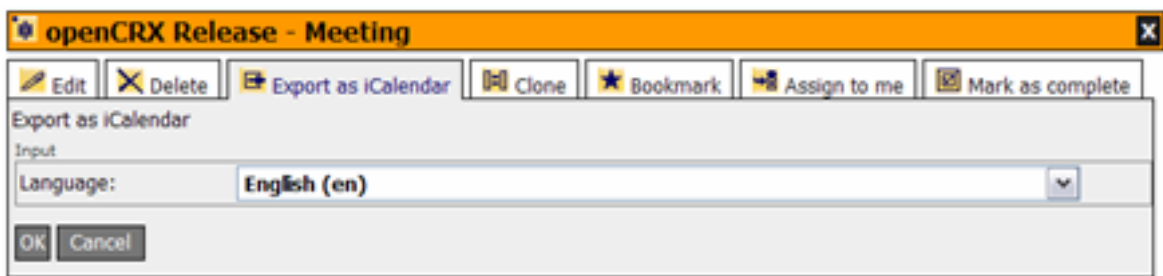 openCRX Release - Meeting
Edit Delete Export as iCalendar Clone Bookmark Assign to me Mark as complete
Export as iCalendar
Input
Language: English (en)
OK Cancel